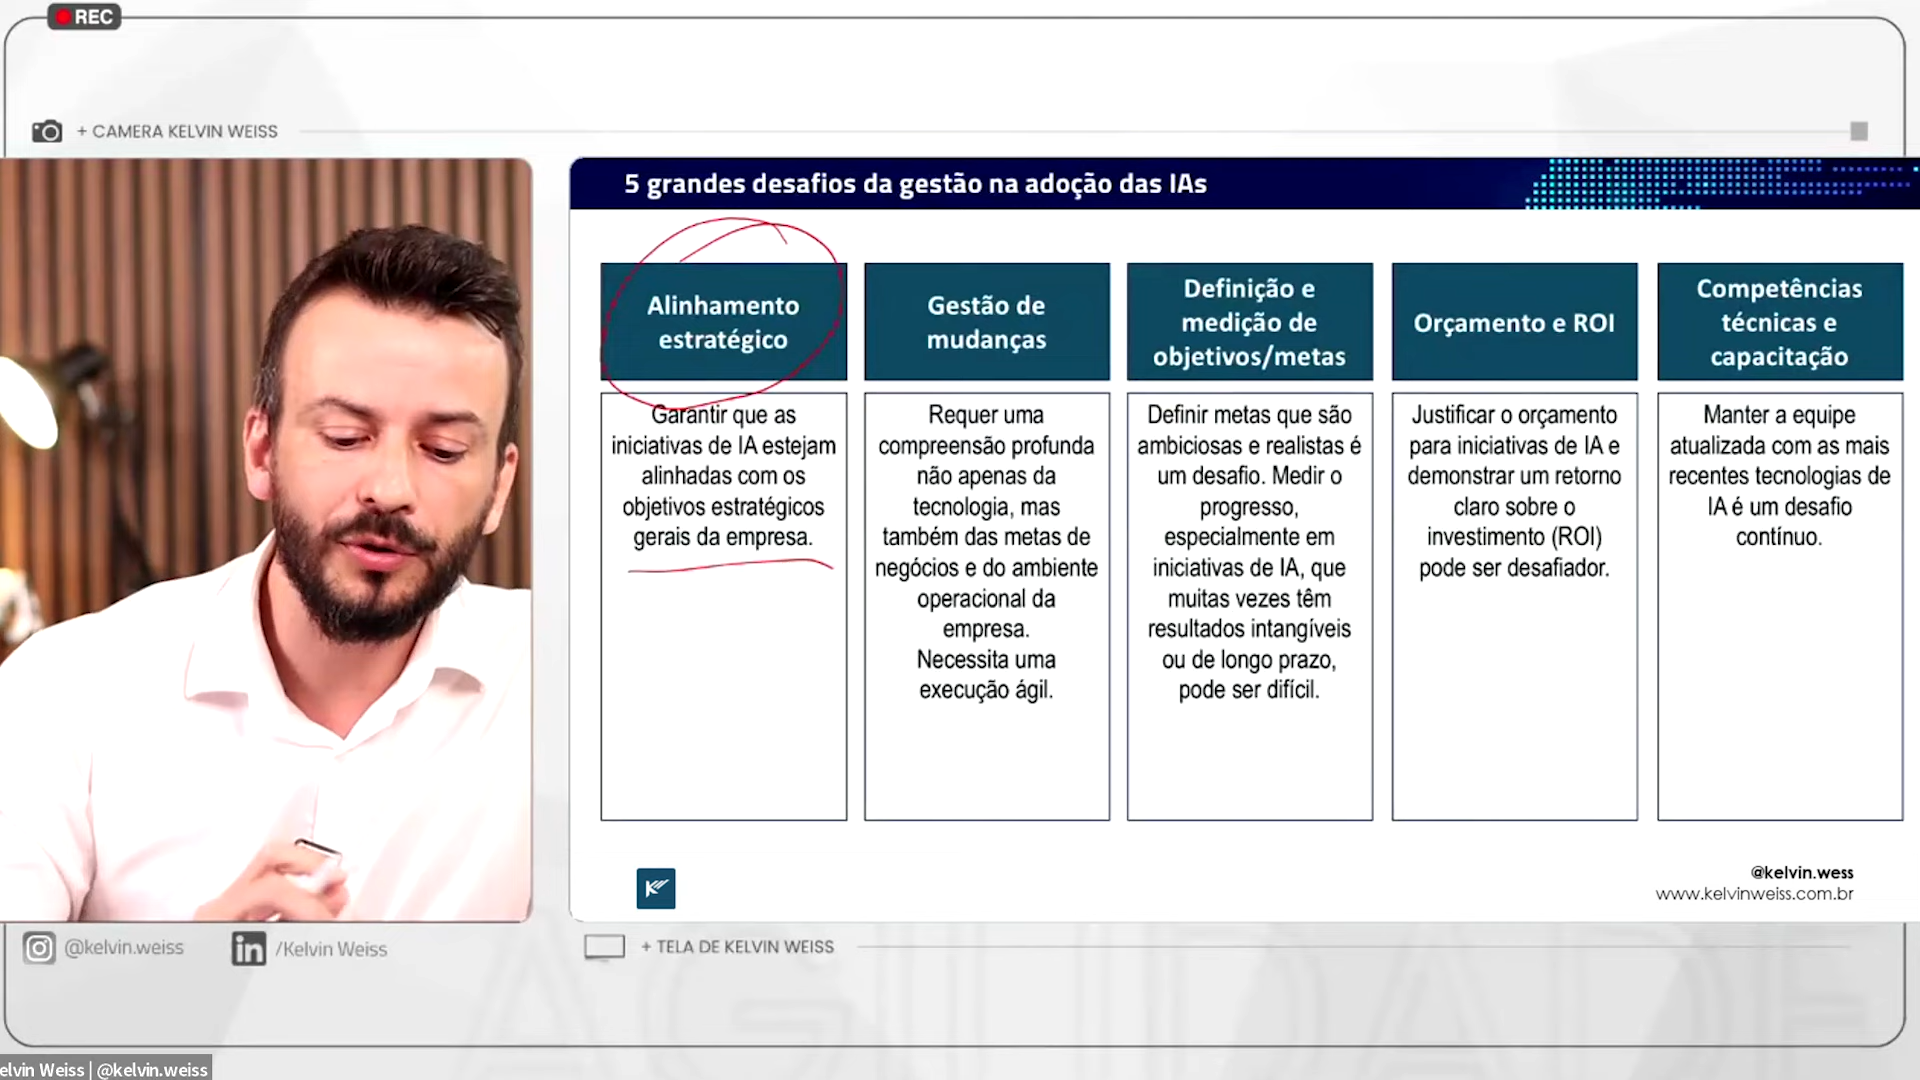 REC
+ CAMERA KELVIN WEISS
5 grandes desafios da gestão na adoção das IAs
Alinhamento
estratégico
Garantir que as
iniciativas de IA estejam
alinhadas com os
objetivos estratégicos
gerais da empresa.
Gestão de
mudanças
Requer uma
compreensão profunda
não apenas da
tecnologia, mas
também das metas de
negócios e do ambiente
operacional da
empresa.
Necessita uma
execução ágil.
Definição e
medição de
objetivos/metas
Definir metas que são
ambiciosas e realistas é
um desafio. Medir o
progresso,
especialmente em
iniciativas de IA, que
muitas vezes têm
resultados intangíveis
ou de longo prazo,
pode ser difícil.
Orçamento e ROI
Justificar o orçamento
para iniciativas de IA e
demonstrar um retorno
claro sobre o
investimento (ROI)
pode ser desafiador.
Competências
técnicas e
capacitação
Manter a equipe
atualizada com as mais
recentes tecnologias de
IA é um desafio
contínuo.
@kelvin.wess
www.kelvinweiss.com.br
@kelvin.weiss
in /Kelvin Weiss
+ TELA DE KELVIN WEISS
elvin Weiss | @kelvin.weiss